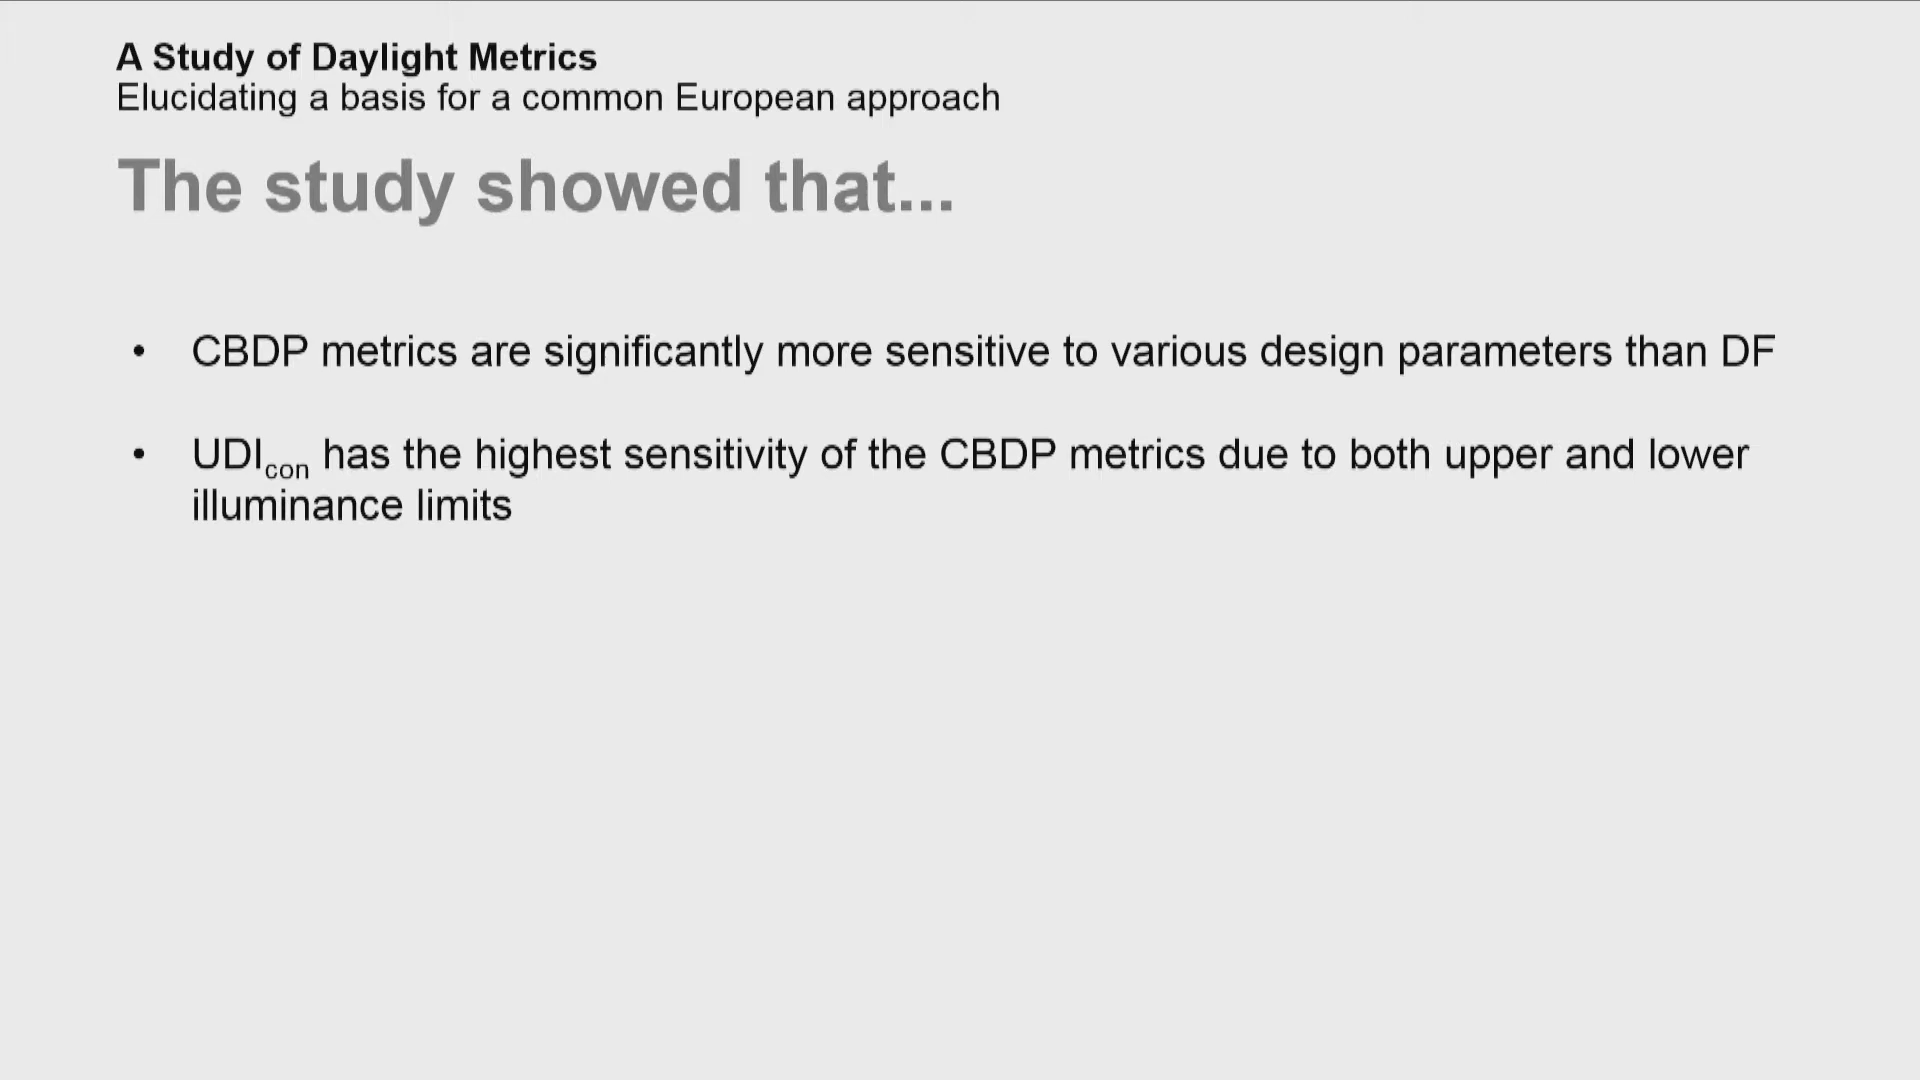 A Study of Daylight Metrics
Elucidating a basis for a common European approach
The study showed that...
• CBDP metrics are significantly more sensitive to various design parameters than DF
• UDIcon has the highest sensitivity of the CBDP metrics due to both upper and lower
illuminance limits